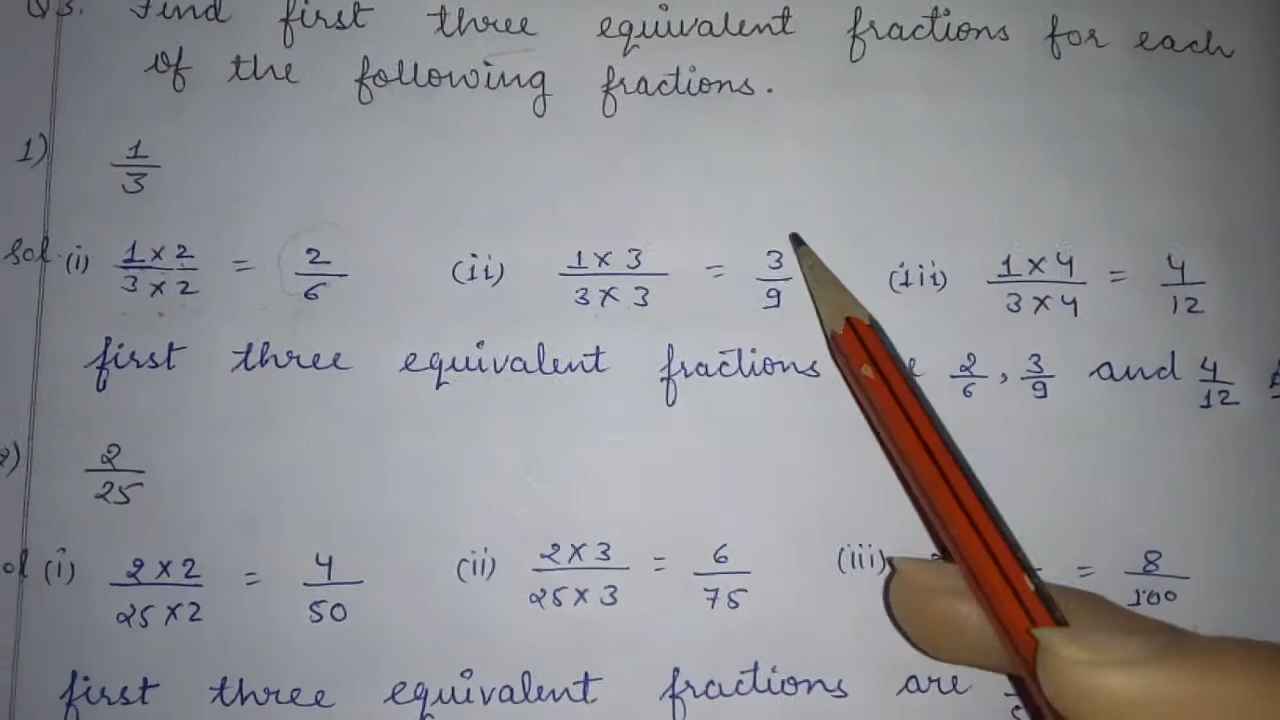 Q3. Find first three equivalent fractions for each
of the following fractions.
1) 1/3
Sol. (i) 1 × 2 / 3 × 2 = 2/6 (ii) 1 × 3 / 3 × 3 = 3/9 (iii) 1 × 4 / 3 × 4 = 4/12
first three equivalent fractions 2/6, 3/9 and 4/12
2) 2/25
(i) 2 × 2 / 25 × 2 = 4/50 (ii) 2 × 3 / 25 × 3 = 6/75 (iii) = 8/100
first three equivalent fractions are